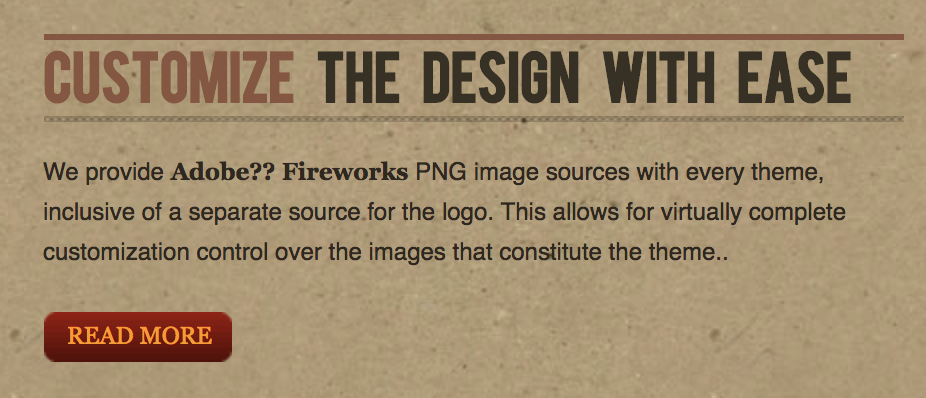 CUSTOMIZE THE DESIGN WITH EASE
We provide Adobe?? Fireworks PNG image sources with every theme,
inclusive of a separate source for the logo. This allows for virtually complete
customization control over the images that constitute the theme..
READ MORE